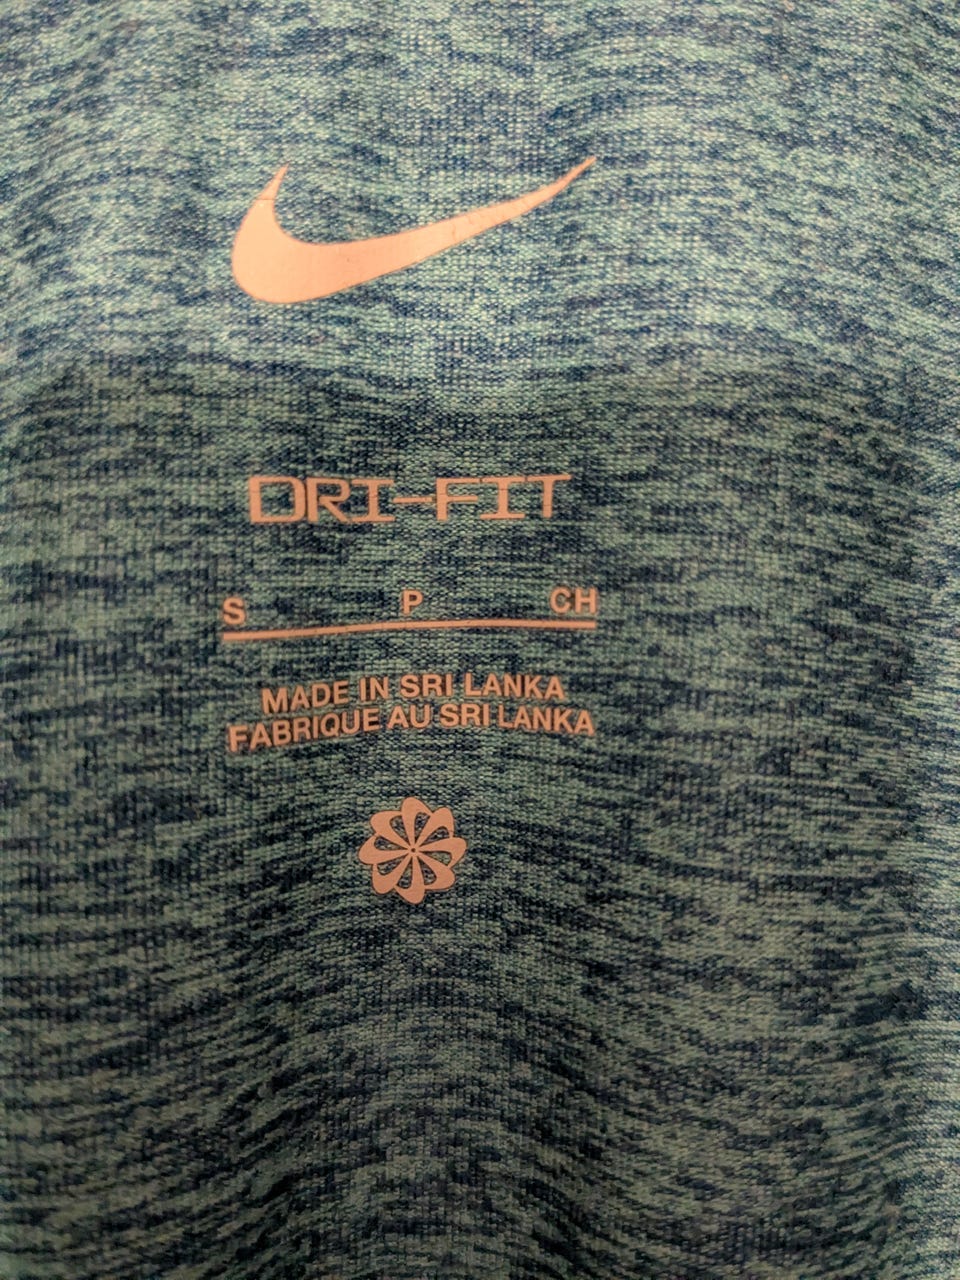 DRI-FIT
S P CH
MADE IN SRI LANKA
FABRIQUE AU SRI LANKA